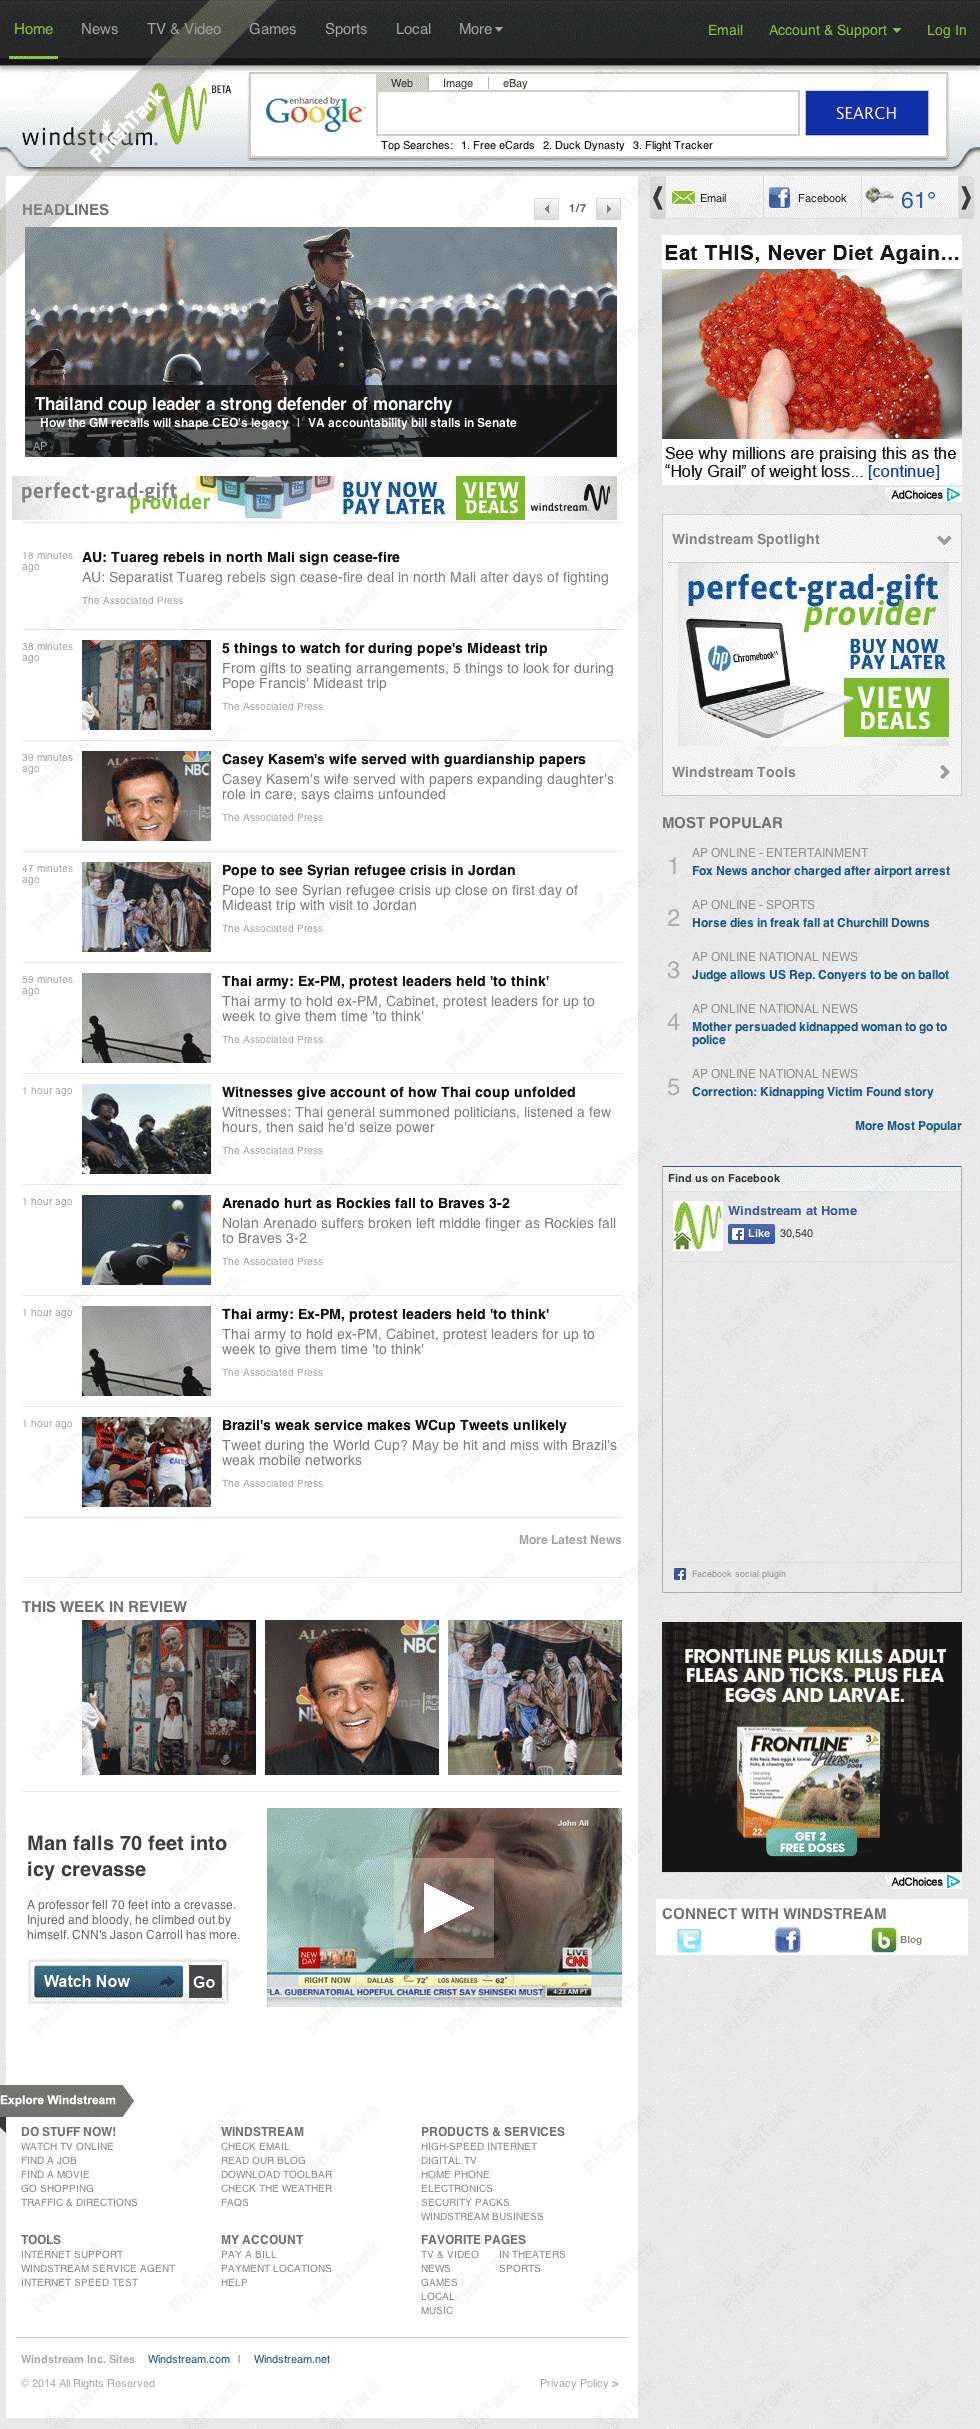 Home News TV & Video Games Sports Local More Email Account & Support Log In
PhishTank
windstream. BETA
Web Image eBay
enhanced by Google
SEARCH
Top Searches: 1. Free eCards 2. Duck Dynasty 3. Flight Tracker
Email Facebook 61°
HEADLINES
1/7
Thailand coup leader a strong defender of monarchy
How the GM recalls will shape CEO's legacy | VA accountability bill stalls in Senate
AP
perfect-grad-gift
provider
BUY NOW
PAY LATER
VIEW
DEALS
windstream.
18 minutes
ago
AU: Tuareg rebels in north Mali sign cease-fire
AU: Separatist Tuareg rebels sign cease-fire deal in north Mali after days of fighting
The Associated Press
38 minutes
ago
5 things to watch for during pope's Mideast trip
From gifts to seating arrangements, 5 things to look for during
Pope Francis' Mideast trip
The Associated Press
39 minutes
ago
NBC
Casey Kasem's wife served with guardianship papers
Casey Kasem's wife served with papers expanding daughter's
role in care, says claims unfounded
The Associated Press
47 minutes
ago
Pope to see Syrian refugee crisis in Jordan
Pope to see Syrian refugee crisis up close on first day of
Mideast trip with visit to Jordan
The Associated Press
59 minutes
ago
Thai army: Ex-PM, protest leaders held 'to think'
Thai army to hold ex-PM, Cabinet, protest leaders for up to
week to give them time 'to think'
The Associated Press
1 hour ago
Witnesses give account of how Thai coup unfolded
Witnesses: Thai general summoned politicians, listened a few
hours, then said he'd seize power
The Associated Press
1 hour ago
Arenado hurt as Rockies fall to Braves 3-2
Nolan Arenado suffers broken left middle finger as Rockies fall
to Braves 3-2
The Associated Press
1 hour ago
Thai army: Ex-PM, protest leaders held 'to think'
Thai army to hold ex-PM, Cabinet, protest leaders for up to
week to give them time 'to think'
The Associated Press
1 hour ago
Brazil's weak service makes WCup Tweets unlikely
Tweet during the World Cup? May be hit and miss with Brazil's
weak mobile networks
The Associated Press
More Latest News
THIS WEEK IN REVIEW
NBC
Man falls 70 feet into
icy crevasse
A professor fell 70 feet into a crevasse.
Injured and bloody, he climbed out by
himself. CNN's Jason Carroll has more.
Watch Now Go
John All
NEW
DAY
LIVE
CNN
RIGHT NOW DALLAS 72° LOS ANGELES 62°
FLA. GUBERNATORIAL HOPEFUL CHARLIE CRIST SAY SHINSEKI MUST 4:23 AM PT
Eat THIS, Never Diet Again...
See why millions are praising this as the
“Holy Grail” of weight loss... [continue]
AdChoices
Windstream Spotlight
perfect-grad-gift
provider
hp Chromebook
BUY NOW
PAY LATER
VIEW
DEALS
Windstream Tools
MOST POPULAR
1 AP ONLINE - ENTERTAINMENT
Fox News anchor charged after airport arrest
2 AP ONLINE - SPORTS
Horse dies in freak fall at Churchill Downs
3 AP ONLINE NATIONAL NEWS
Judge allows US Rep. Conyers to be on ballot
4 AP ONLINE NATIONAL NEWS
Mother persuaded kidnapped woman to go to
police
5 AP ONLINE NATIONAL NEWS
Correction: Kidnapping Victim Found story
More Most Popular
Find us on Facebook
Windstream at Home
Like 30,540
Facebook social plugin
FRONTLINE PLUS KILLS ADULT
FLEAS AND TICKS. PLUS FLEA
EGGS AND LARVAE.
FRONTLINE
Plus
GET 2
FREE DOSES
AdChoices
CONNECT WITH WINDSTREAM
Blog
Explore Windstream
DO STUFF NOW!
WATCH TV ONLINE
FIND A JOB
FIND A MOVIE
GO SHOPPING
TRAFFIC & DIRECTIONS
WINDSTREAM
CHECK EMAIL
READ OUR BLOG
DOWNLOAD TOOLBAR
CHECK THE WEATHER
FAQS
PRODUCTS & SERVICES
HIGH-SPEED INTERNET
DIGITAL TV
HOME PHONE
ELECTRONICS
SECURITY PACKS
WINDSTREAM BUSINESS
TOOLS
INTERNET SUPPORT
WINDSTREAM SERVICE AGENT
INTERNET SPEED TEST
MY ACCOUNT
PAY A BILL
PAYMENT LOCATIONS
HELP
FAVORITE PAGES
TV & VIDEO IN THEATERS
NEWS SPORTS
GAMES
LOCAL
MUSIC
Windstream Inc. Sites Windstream.com | Windstream.net
© 2014 All Rights Reserved Privacy Policy >